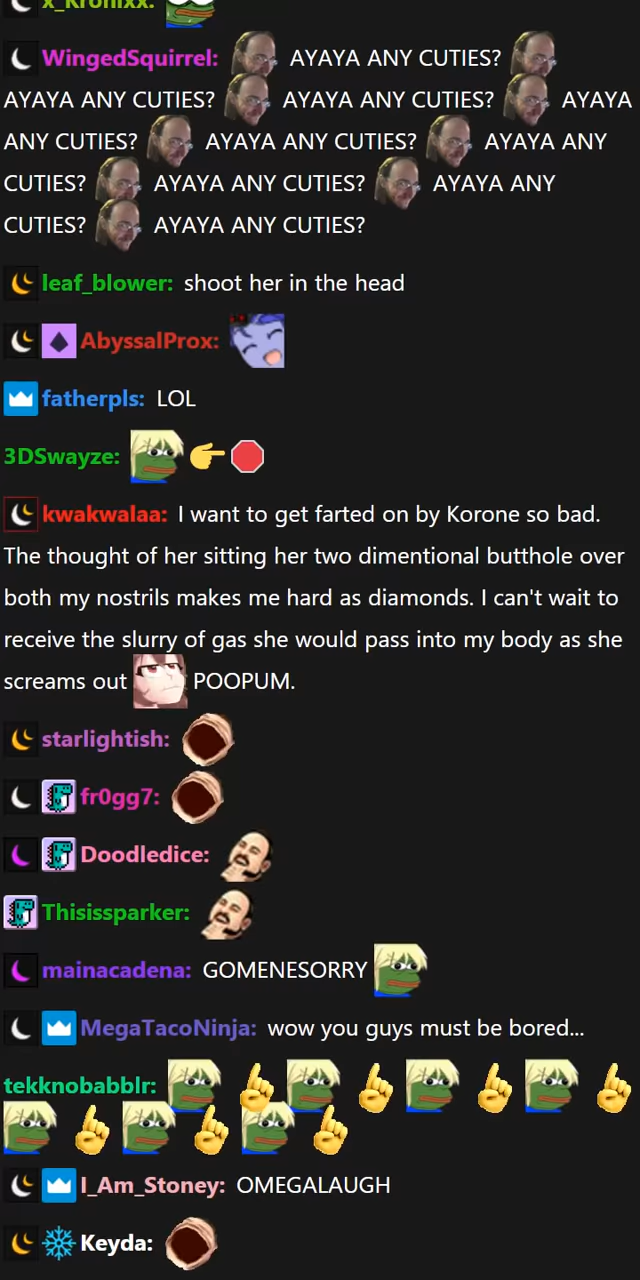 x_Kronixx:
WingedSquirrel: AYAYA ANY CUTIES?
AYAYA ANY CUTIES? AYAYA ANY CUTIES? AYAYA
ANY CUTIES? AYAYA ANY CUTIES? AYAYA ANY
CUTIES? AYAYA ANY CUTIES? AYAYA ANY
CUTIES? AYAYA ANY CUTIES?
leaf_blower: shoot her in the head
AbyssalProx:
fatherpls: LOL
3DSwayze:
kwakwalaa: I want to get farted on by Korone so bad.
The thought of her sitting her two dimentional butthole over
both my nostrils makes me hard as diamonds. I can't wait to
receive the slurry of gas she would pass into my body as she
screams out POOPUM.
starlightish:
fr0gg7:
Doodledice:
Thisissparker:
mainacadena: GOMENESORRY
MegaTacoNinja: wow you guys must be bored...
tekknobabblr:
I_Am_Stoney: OMEGALAUGH
Keyda: